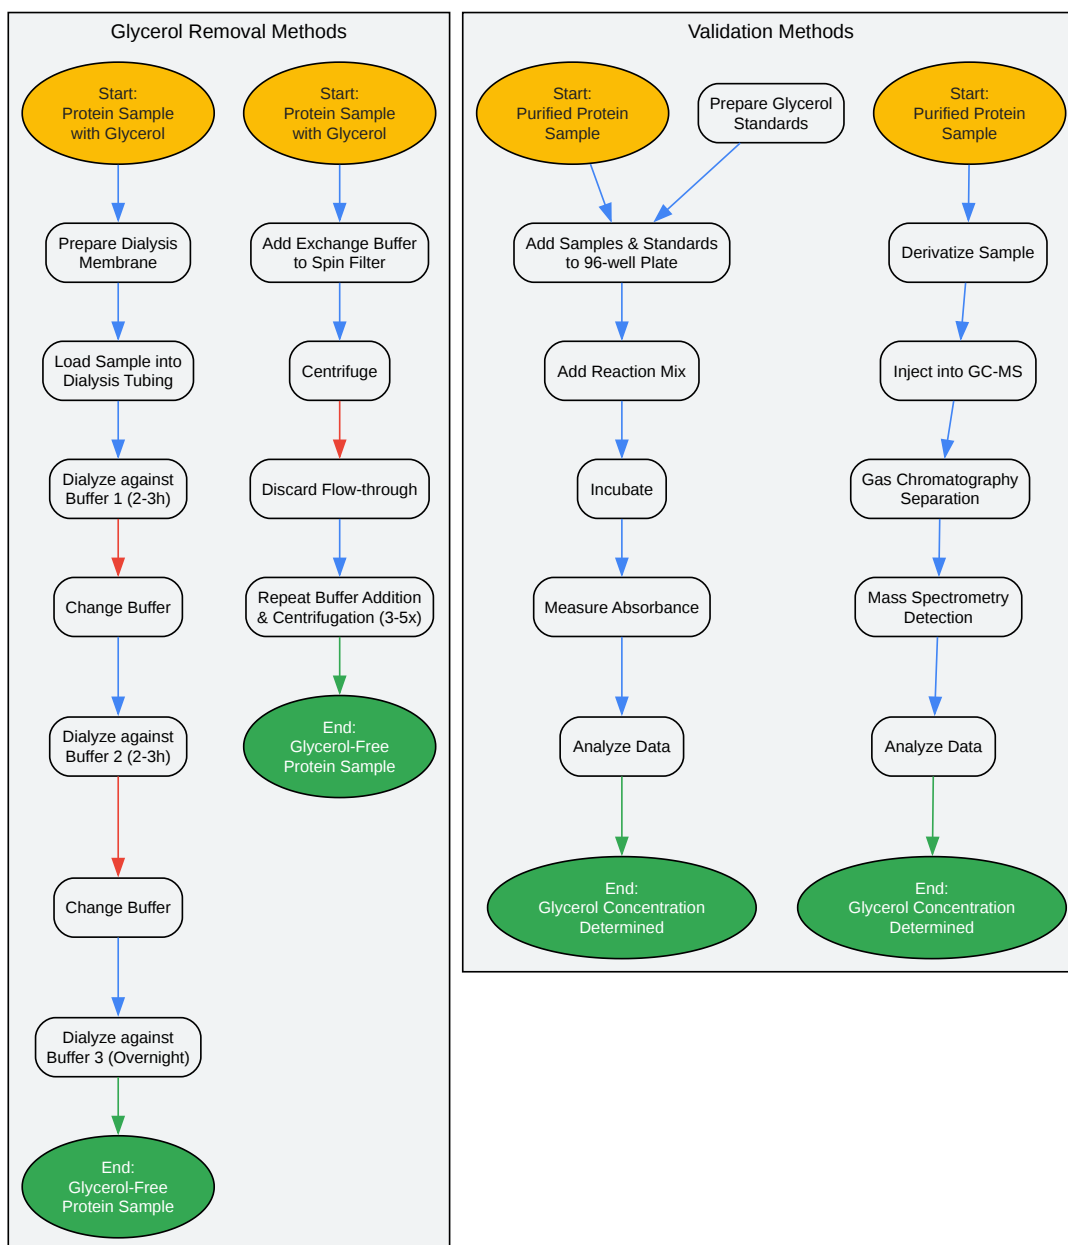 Glycerol Removal Methods
Start:
Protein Sample
with Glycerol
Prepare Dialysis
Membrane
Load Sample into
Dialysis Tubing
Dialyze against
Buffer 1 (2-3h)
Change Buffer
Dialyze against
Buffer 2 (2-3h)
Change Buffer
Dialyze against
Buffer 3 (Overnight)
End:
Glycerol-Free
Protein Sample
Start:
Protein Sample
with Glycerol
Add Exchange Buffer
to Spin Filter
Centrifuge
Discard Flow-through
Repeat Buffer Addition
& Centrifugation (3-5x)
End:
Glycerol-Free
Protein Sample
Validation Methods
Start:
Purified Protein
Sample
Prepare Glycerol
Standards
Add Samples & Standards
to 96-well Plate
Add Reaction Mix
Incubate
Measure Absorbance
Analyze Data
End:
Glycerol Concentration
Determined
Start:
Purified Protein
Sample
Derivatize Sample
Inject into GC-MS
Gas Chromatography
Separation
Mass Spectrometry
Detection
Analyze Data
End:
Glycerol Concentration
Determined